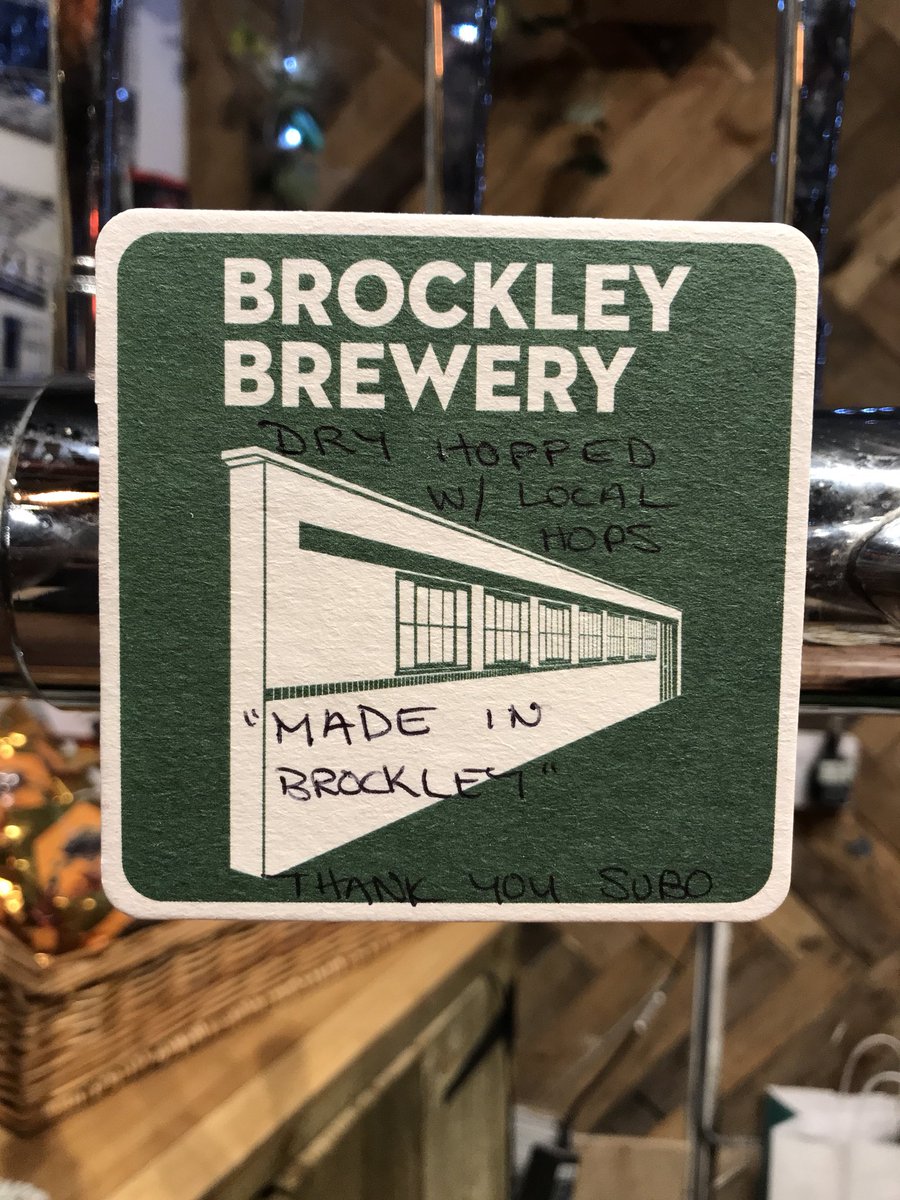 BROCKLEY
BREWERY
DRY HOPPED
W/ LOCAL
HOPS
"MADE IN
BROCKLEY"
THANK YOU SUBO